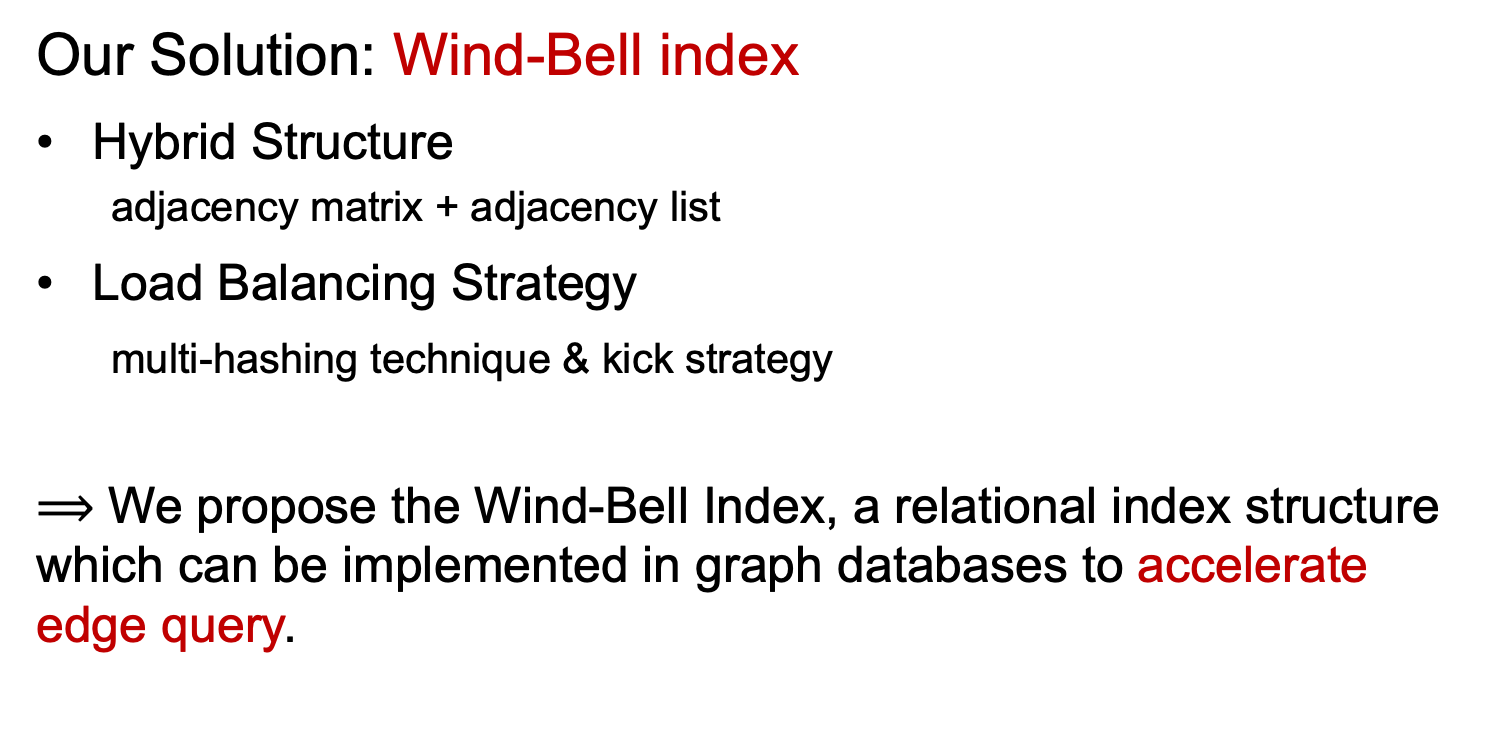 Our Solution: Wind-Bell index
• Hybrid Structure
adjacency matrix + adjacency list
• Load Balancing Strategy
multi-hashing technique & kick strategy
⟹ We propose the Wind-Bell Index, a relational index structure
which can be implemented in graph databases to accelerate
edge query.